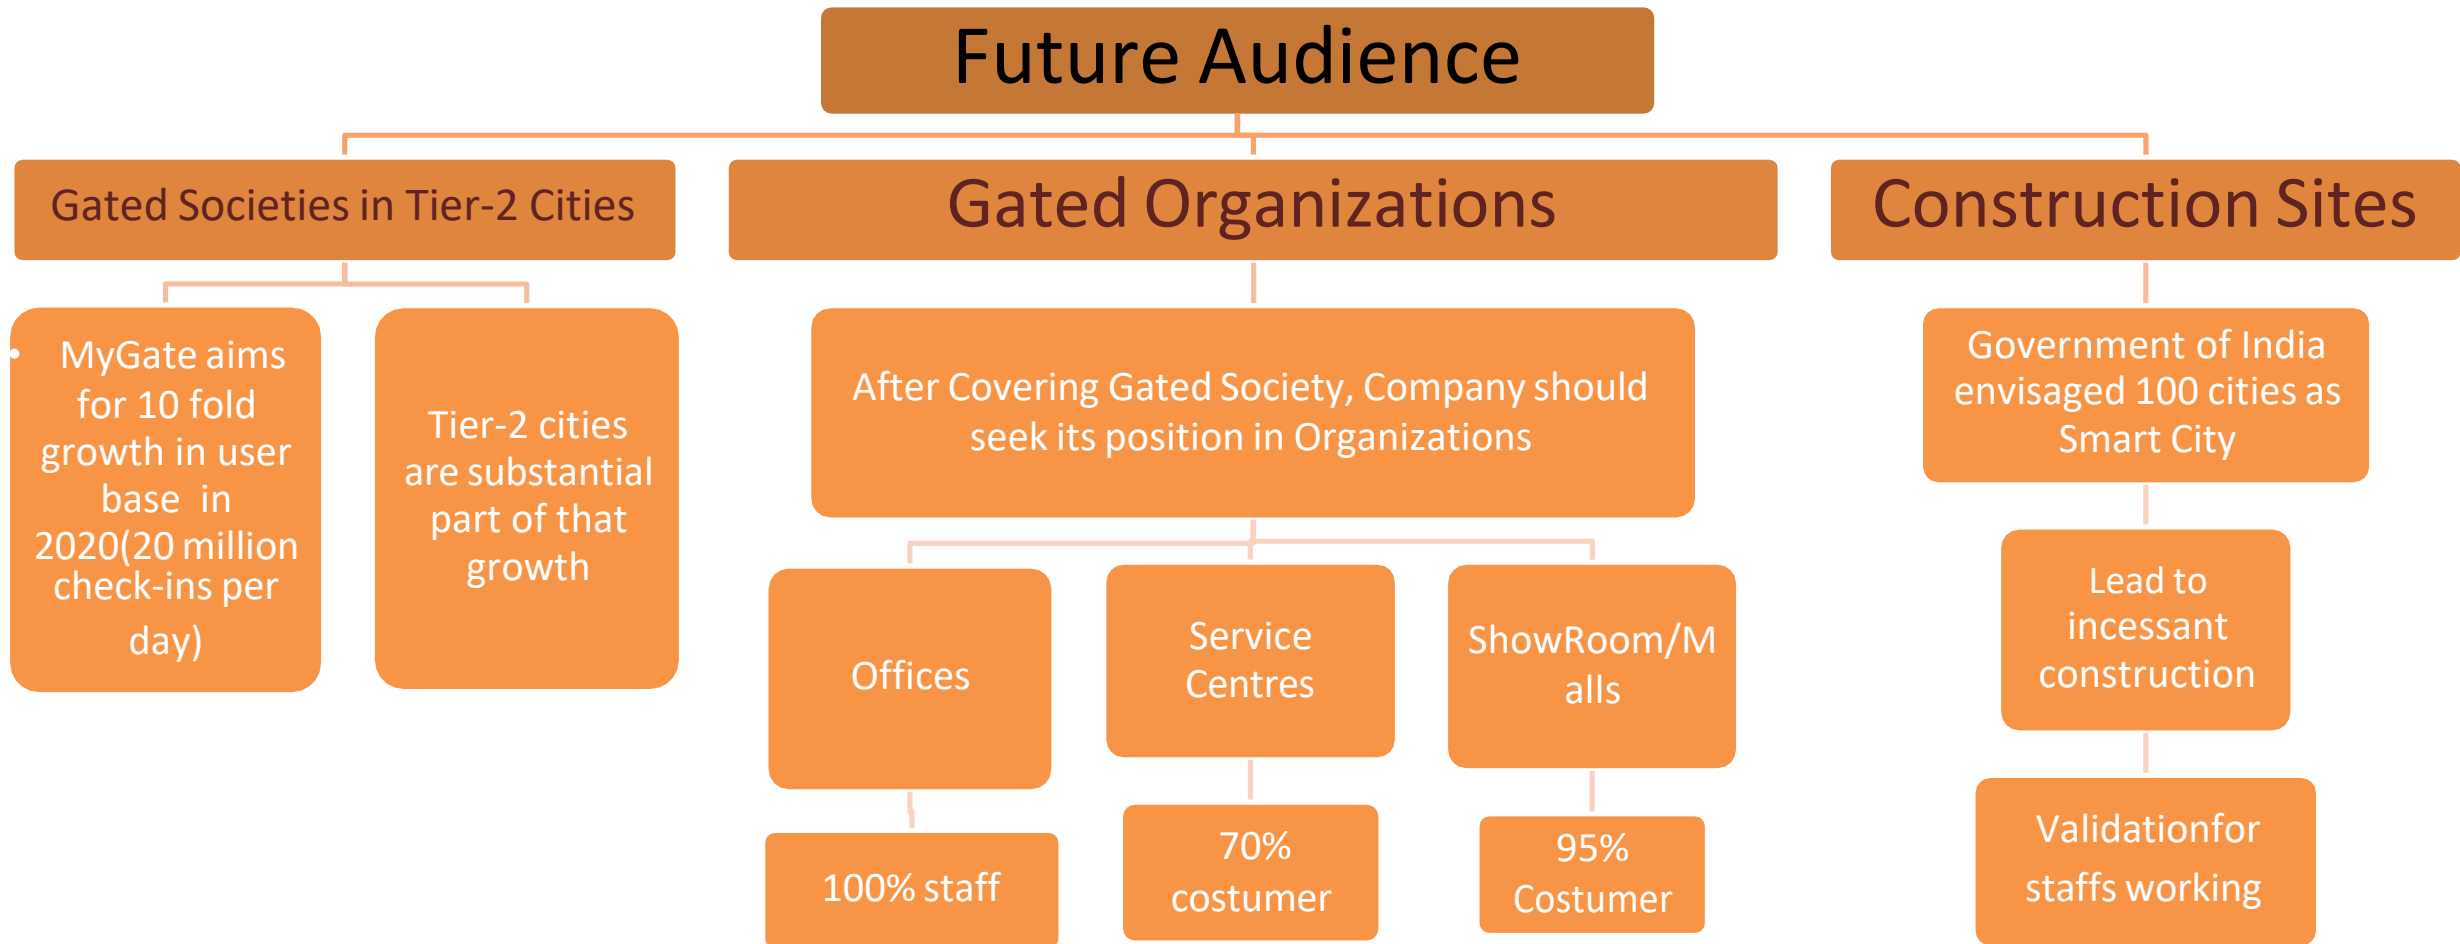 Future Audience
Gated Societies in Tier-2 Cities
• MyGate aims
for 10 fold
growth in user
base in
2020(20 million
check-ins per
day)
Tier-2 cities
are substantial
part of that
growth
Gated Organizations
After Covering Gated Society, Company should
seek its position in Organizations
Offices
100% staff
Service
Centres
70%
costumer
ShowRoom/M
alls
95%
Costumer
Construction Sites
Government of India
envisaged 100 cities as
Smart City
Lead to
incessant
construction
Validationfor
staffs working